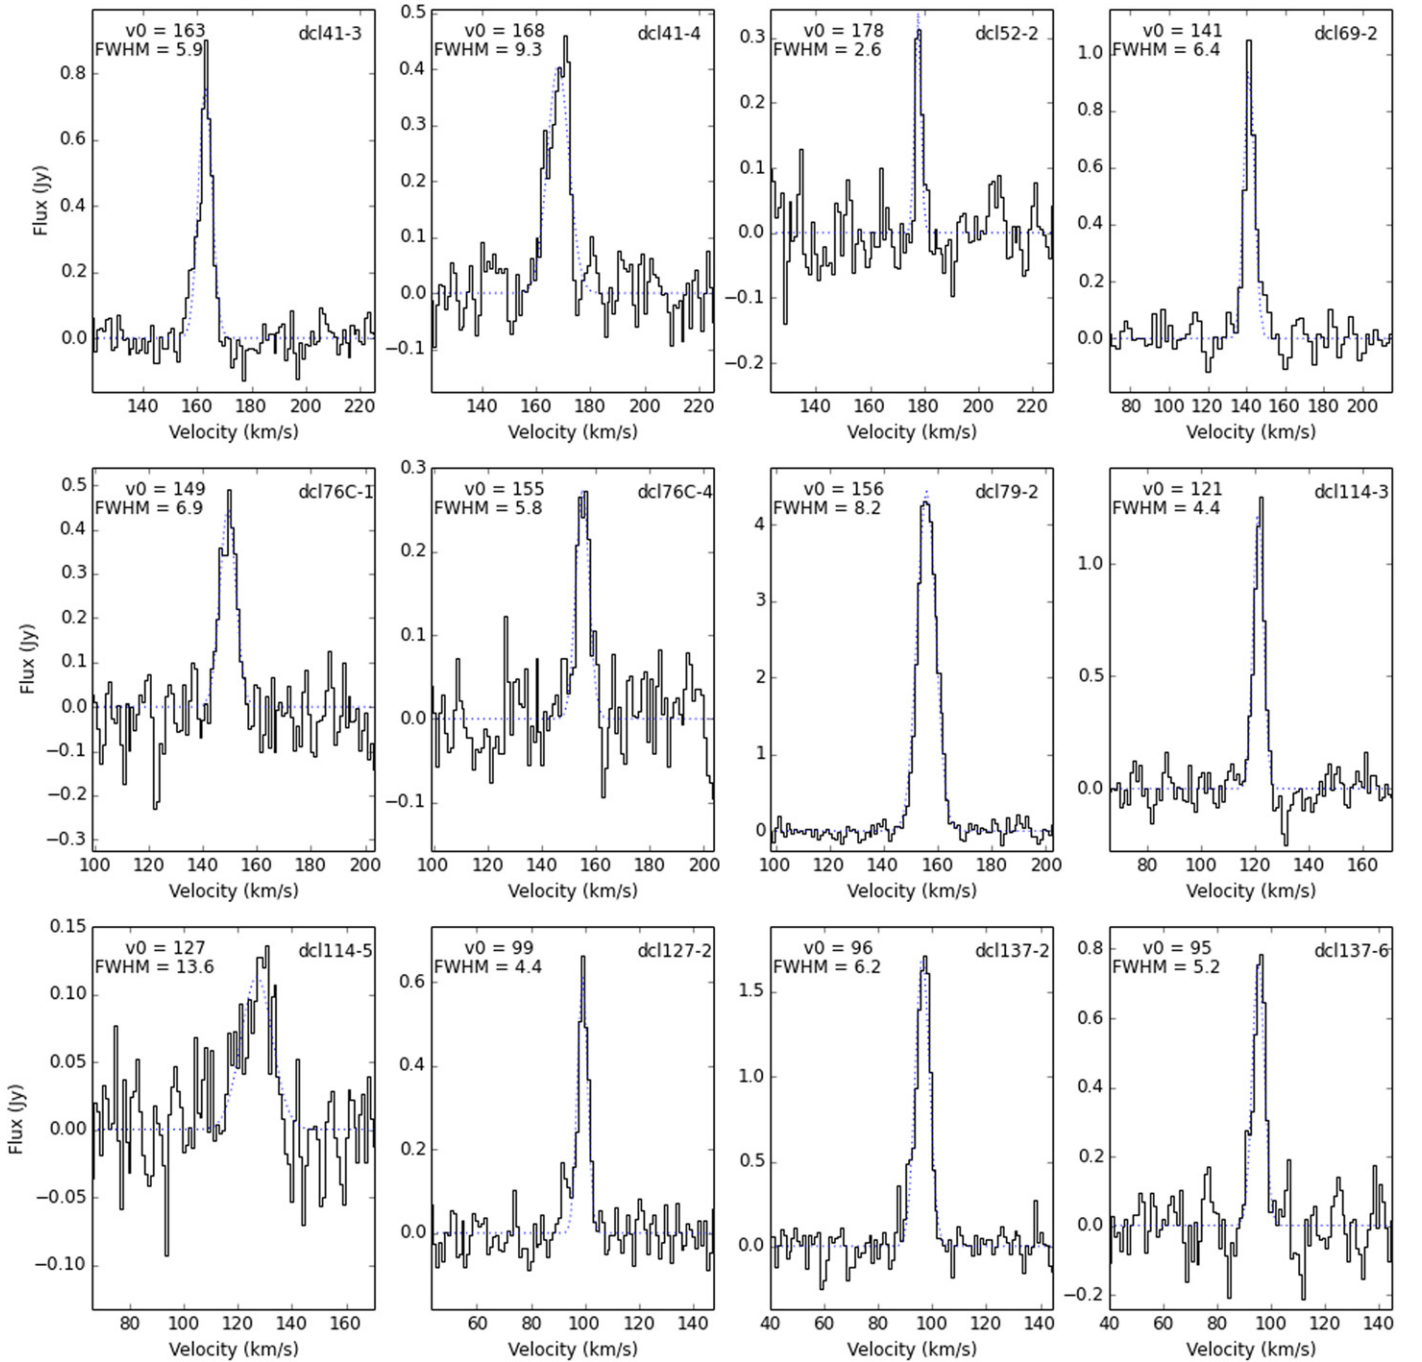 v0 = 163
FWHM = 5.9
dcl41-3
0.8
0.6
0.4
0.2
0.0
Flux (Jy)
140 160 180 200 220
Velocity (km/s)
v0 = 168
FWHM = 9.3
dcl41-4
0.5
0.4
0.3
0.2
0.1
0.0
−0.1
140 160 180 200 220
Velocity (km/s)
v0 = 178
FWHM = 2.6
dcl52-2
0.3
0.2
0.1
0.0
−0.1
−0.2
140 160 180 200 220
Velocity (km/s)
v0 = 141
FWHM = 6.4
dcl69-2
1.0
0.8
0.6
0.4
0.2
0.0
80 100 120 140 160 180 200
Velocity (km/s)
v0 = 149
FWHM = 6.9
dcl76C-1
0.5
0.4
0.3
0.2
0.1
0.0
−0.1
−0.2
−0.3
Flux (Jy)
100 120 140 160 180 200
Velocity (km/s)
v0 = 155
FWHM = 5.8
dcl76C-4
0.3
0.2
0.1
0.0
−0.1
100 120 140 160 180 200
Velocity (km/s)
v0 = 156
FWHM = 8.2
dcl79-2
4
3
2
1
0
100 120 140 160 180 200
Velocity (km/s)
v0 = 121
FWHM = 4.4
dcl114-3
1.0
0.5
0.0
80 100 120 140 160
Velocity (km/s)
v0 = 127
FWHM = 13.6
dcl114-5
0.15
0.10
0.05
0.00
−0.05
−0.10
Flux (Jy)
80 100 120 140 160
Velocity (km/s)
v0 = 99
FWHM = 4.4
dcl127-2
0.6
0.4
0.2
0.0
60 80 100 120 140
Velocity (km/s)
v0 = 96
FWHM = 6.2
dcl137-2
1.5
1.0
0.5
0.0
40 60 80 100 120 140
Velocity (km/s)
v0 = 95
FWHM = 5.2
dcl137-6
0.8
0.6
0.4
0.2
0.0
−0.2
40 60 80 100 120 140
Velocity (km/s)